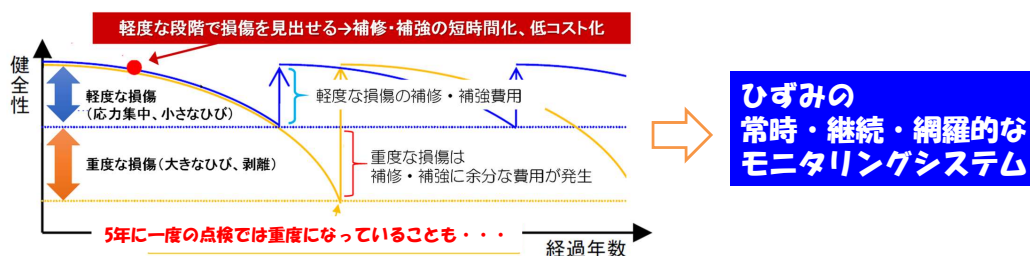 軽度な段階で損傷を見出せる→補修・補強の短時間化、低コスト化
健全性
軽度な損傷
(応力集中、小さなひび)
軽度な損傷の補修・補強費用
重度な損傷(大きなひび、剥離)
重度な損傷は
補修・補強に余分な費用が発生
5年に一度の点検では重度になっていることも・・・
経過年数
ひずみの
常時・継続・網羅的な
モニタリングシステム